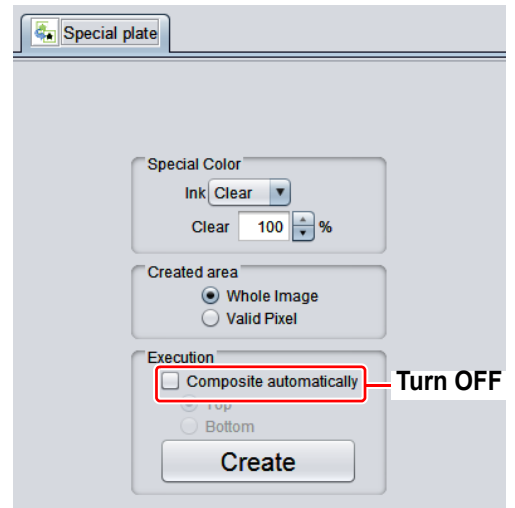 Special plate
Special Color
Ink Clear
Clear 100 %
Created area
Whole Image
Valid Pixel
Execution
Composite automatically Turn OFF
Top
Bottom
Create